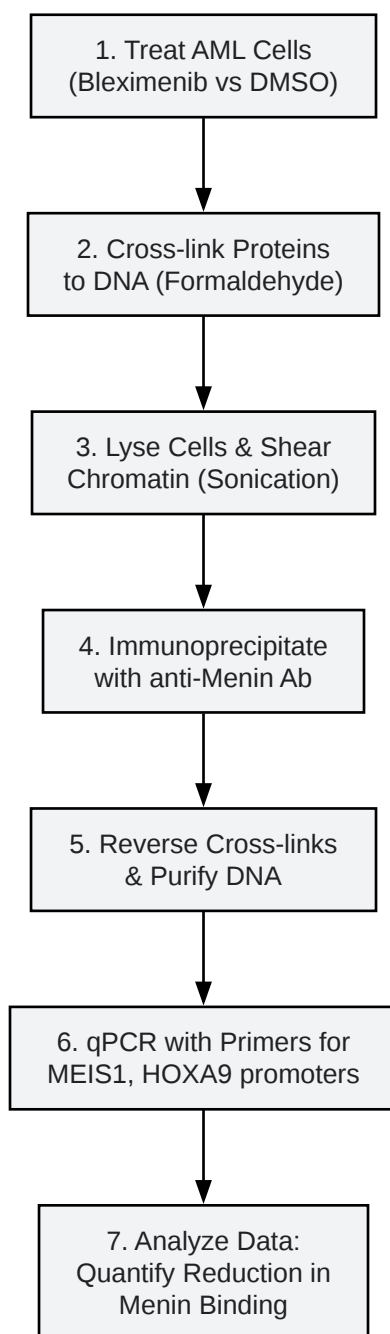 1. Treat AML Cells
(Bleximenib vs DMSO)
2. Cross-link Proteins
to DNA (Formaldehyde)
3. Lyse Cells & Shear
Chromatin (Sonication)
4. Immunoprecipitate
with anti-Menin Ab
5. Reverse Cross-links
& Purify DNA
6. qPCR with Primers for
MEIS1, HOXA9 promoters
7. Analyze Data:
Quantify Reduction in
Menin Binding